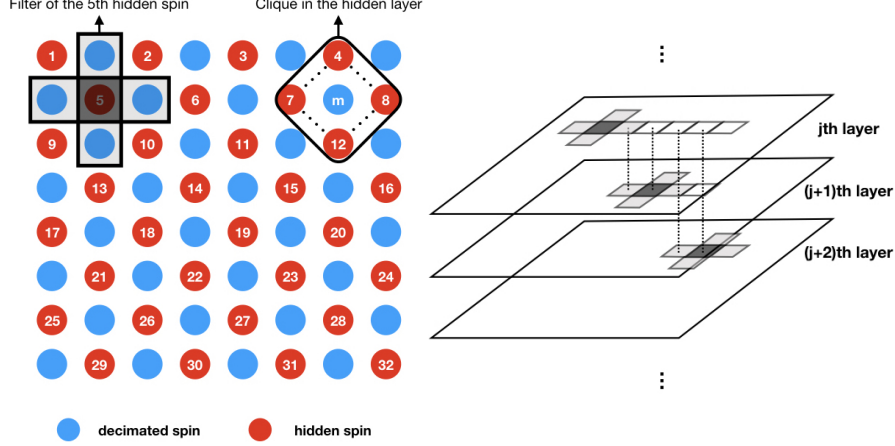 Filter of the 5th hidden spin
Clique in the hidden layer
1 2 3 4
5 6 7 m 8
9 10 11 12
13 14 15 16
17 18 19 20
21 22 23 24
25 26 27 28
29 30 31 32
decimated spin
hidden spin
jth layer
(j+1)th layer
(j+2)th layer